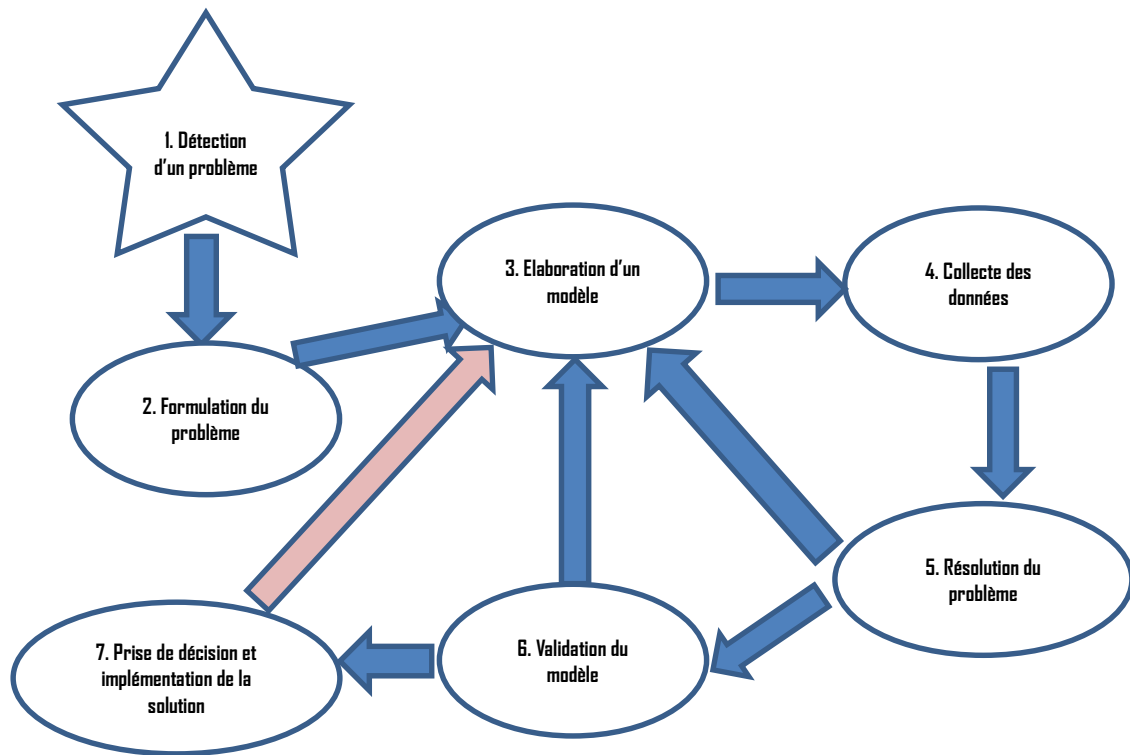 1. Détection
d'un problème
2. Formulation du
problème
3. Elaboration d'un
modèle
4. Collecte des
données
5. Résolution du
problème
6. Validation du
modèle
7. Prise de décision et
implémentation de la
solution